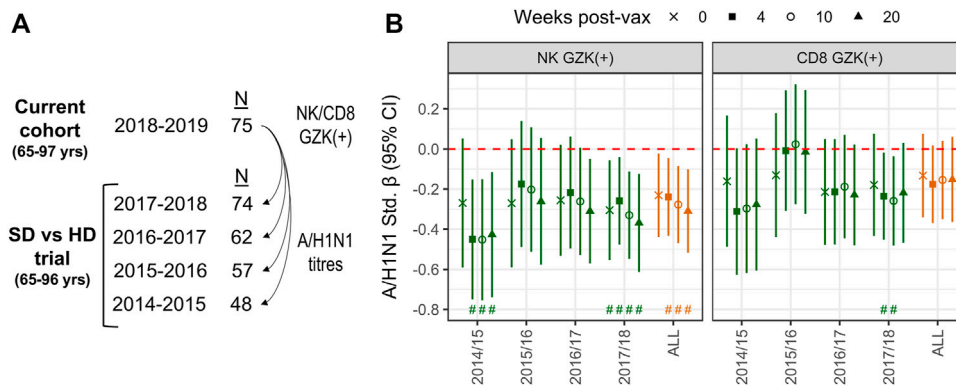 A
N
Current
cohort
(65-97 yrs)
2018-2019 75
NK/CD8
GZK(+)
N
SD vs HD
trial
(65-96 yrs)
2017-2018 74
2016-2017 62
2015-2016 57
2014-2015 48
A/H1N1
titres
B
Weeks post-vax 0 4 10 20
NK GZK(+) CD8 GZK(+)
A/H1N1 Std. β (95% CI)
0.2
0.0
-0.2
-0.4
-0.6
-0.8
### #### ### ##
2014/15 2015/16 2016/17 2017/18 ALL 2014/15 2015/16 2016/17 2017/18 ALL